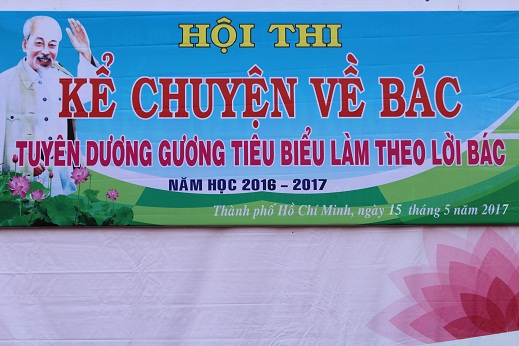 HỘI THI
KỂ CHUYỆN VỀ BÁC
TUYÊN DƯƠNG GƯƠNG TIÊU BIỂU LÀM THEO LỜI BÁC
NĂM HỌC 2016 - 2017
Thành phố Hồ Chí Minh, ngày 15 tháng 5 năm 2017